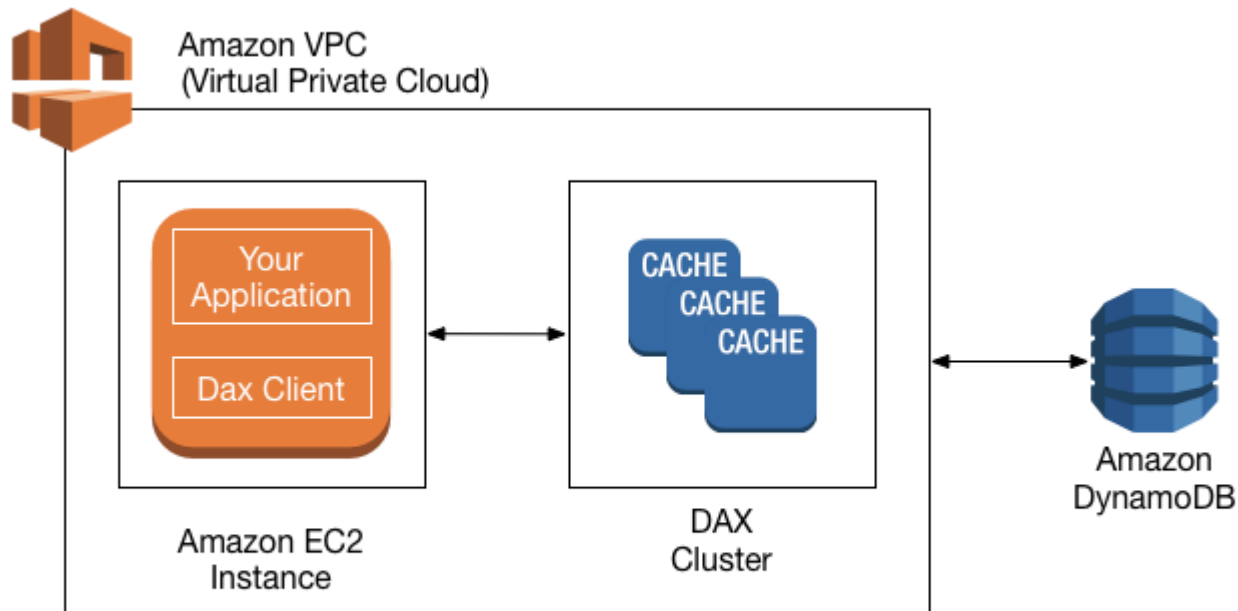 Amazon VPC
(Virtual Private Cloud)
Your
Application
Dax Client
CACHE
CACHE
CACHE
Amazon EC2
Instance
DAX
Cluster
Amazon
DynamoDB